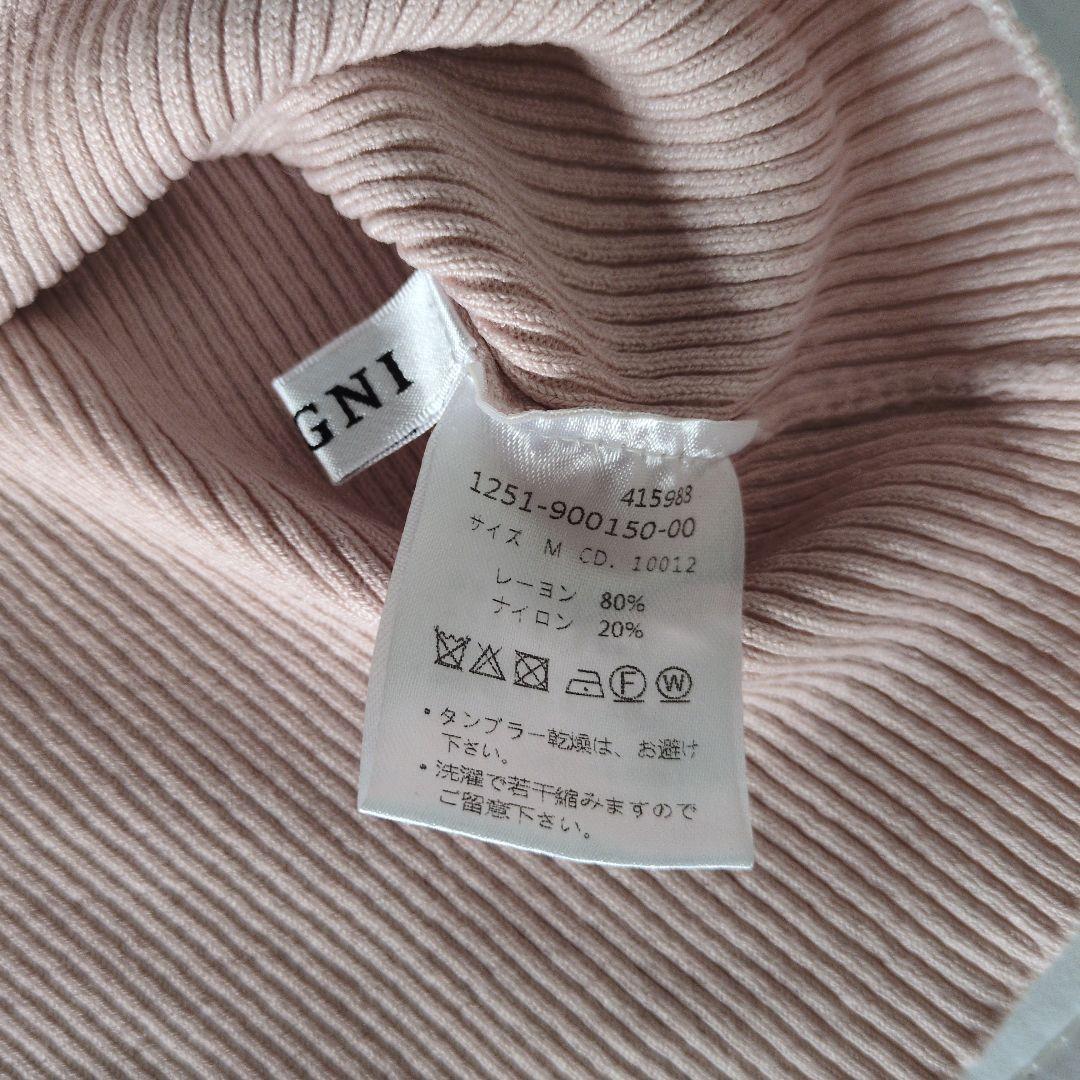 GNI
415983
1251-900150-00
サイズ M CD. 10012
レーヨン 80%
ナイロン 20%
F W
・タンブラー乾燥は、お避け
下さい。
・洗濯で若干縮みますので
ご留意下さい。